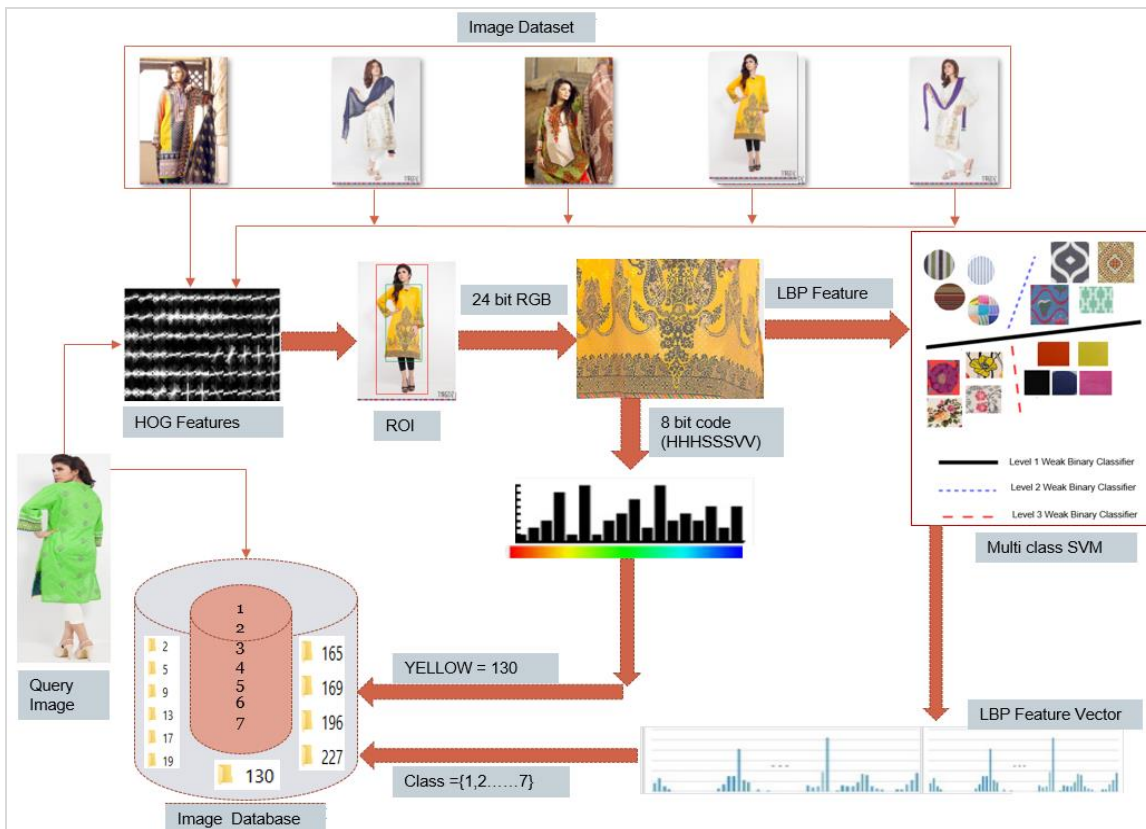 Image Dataset
24 bit RGB
LBP Feature
HOG Features
ROI
8 bit code
(HHHSSSVV)
Level 1 Weak Binary Classifier
Level 2 Weak Binary Classifier
Level 3 Weak Binary Classifier
Multi class SVM
Query
Image
1
2
3
4
5
6
7
2
5
9
13
17
19
165
169
196
227
130
YELLOW = 130
Class ={1,2......7}
LBP Feature Vector
Image Database